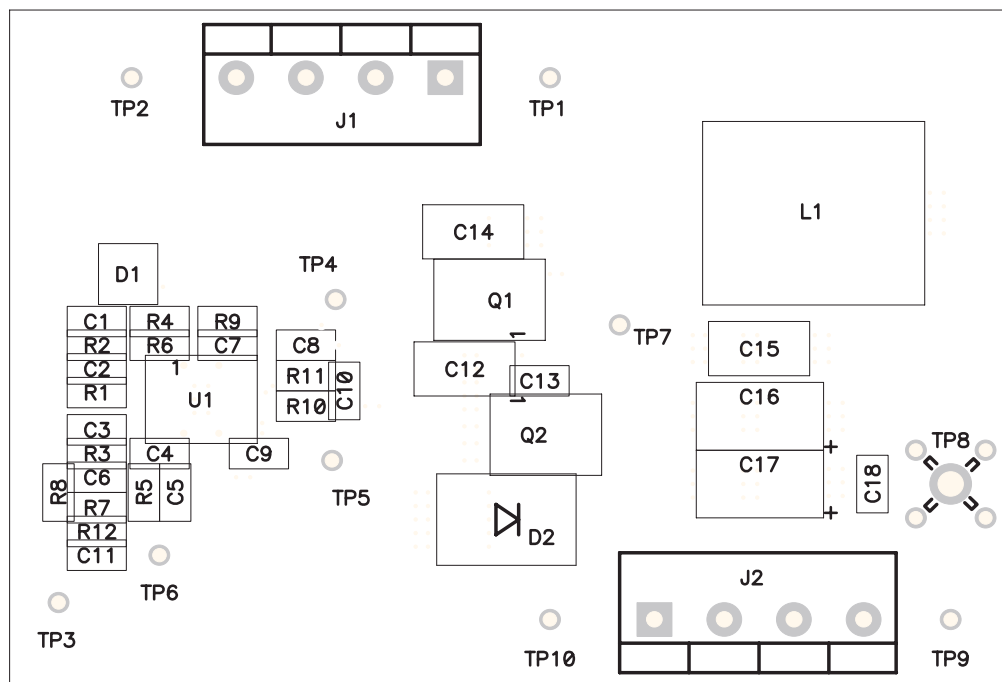 TP2
J1
TP1
L1
C14
D1
TP4
Q1
C1
R4
R9
TP7
1
R2
R6
C7
C8
C15
C2
1
R11
C10
C12
C13
R1
U1
R10
C16
1
C3
Q2
TP8
R3
C4
C9
+
C17
R8
C6
R5
C5
TP5
C18
R7
+
R12
D2
C11
TP6
J2
TP3
TP10
TP9